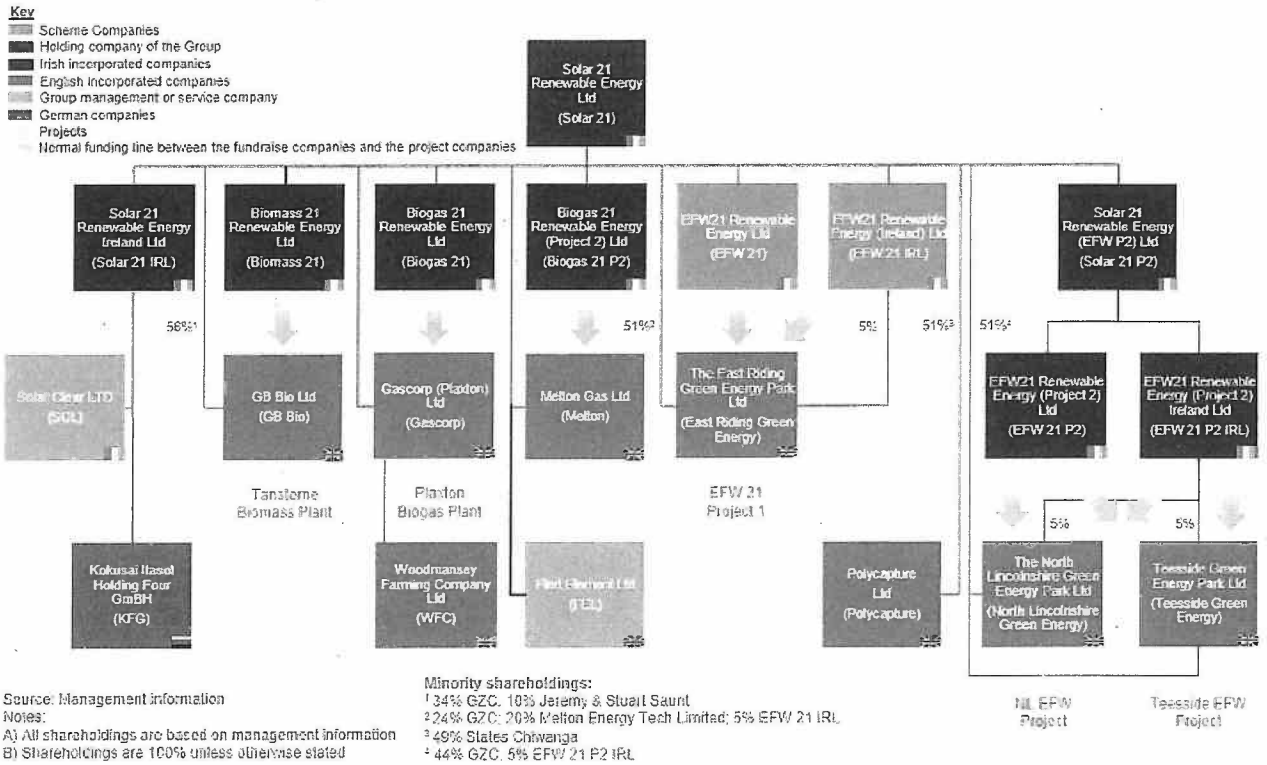 Key
Scheme Companies
Holding company of the Group
Irish incorporated companies
English incorporated companies
Group management or service company
German companies
Projects
Normal funding line between the fundraise companies and the project companies
Solar 21
Renewable Energy
Ltd
(Solar 21)
Solar 21
Renewable Energy
Ireland Ltd
(Solar 21 IRL)
Biomass 21
Renewable Energy
Ltd
(Biomass 21)
Biogas 21
Renewable Energy
Ltd
(Biogas 21)
Biogas 21
Renewable Energy
(Project 2) Ltd
(Biogas 21 P2)
EFW21 Renewable
Energy Ltd
(EFW 21)
EFW21 Renewable
Energy (Ireland) Ltd
(EFW 21 IRL)
Solar 21
Renewable Energy
(EFW P2) Ltd
(Solar 21 P2)
56%¹
51%²
5%
51%³
51%⁴
Solar Clear LTD
(SCL)
GB Bio Ltd
(GB Bio)
Gascorp (Plaxton)
Ltd
(Gascorp)
Melton Gas Ltd
(Melton)
The East Riding
Green Energy Park
Ltd
(East Riding Green
Energy)
EFW21 Renewable
Energy (Project 2)
Ltd
(EFW 21 P2)
EFW21 Renewable
Energy (Project 2)
Ireland Ltd
(EFW 21 P2 IRL)
Tansterne
Biomass Plant
Plaxton
Biogas Plant
EFW 21
Project 1
5%
5%
Kokusai Itasol
Holding Four
GmBH
(KFG)
Woodmansey
Farming Company
Ltd
(WFC)
Element Ltd
Polycapture
Ltd
(Polycapture)
The North
Lincolnshire Green
Energy Park Ltd
(North Lincolnshire
Green Energy)
Teesside Green
Energy Park Ltd
(Teesside Green
Energy)
NL EFW
Project
Teesside EFW
Project
Source: Management information
Notes:
A) All shareholdings are based on management information
B) Shareholdings are 100% unless otherwise stated
Minority shareholdings:
¹ 34% GZC; 10% Jeremy & Stuart Saunt
² 24% GZC; 20% Melton Energy Tech Limited; 5% EFW 21 IRL
³ 49% States Chiwanga
⁴ 44% GZC; 5% EFW 21 P2 IRL